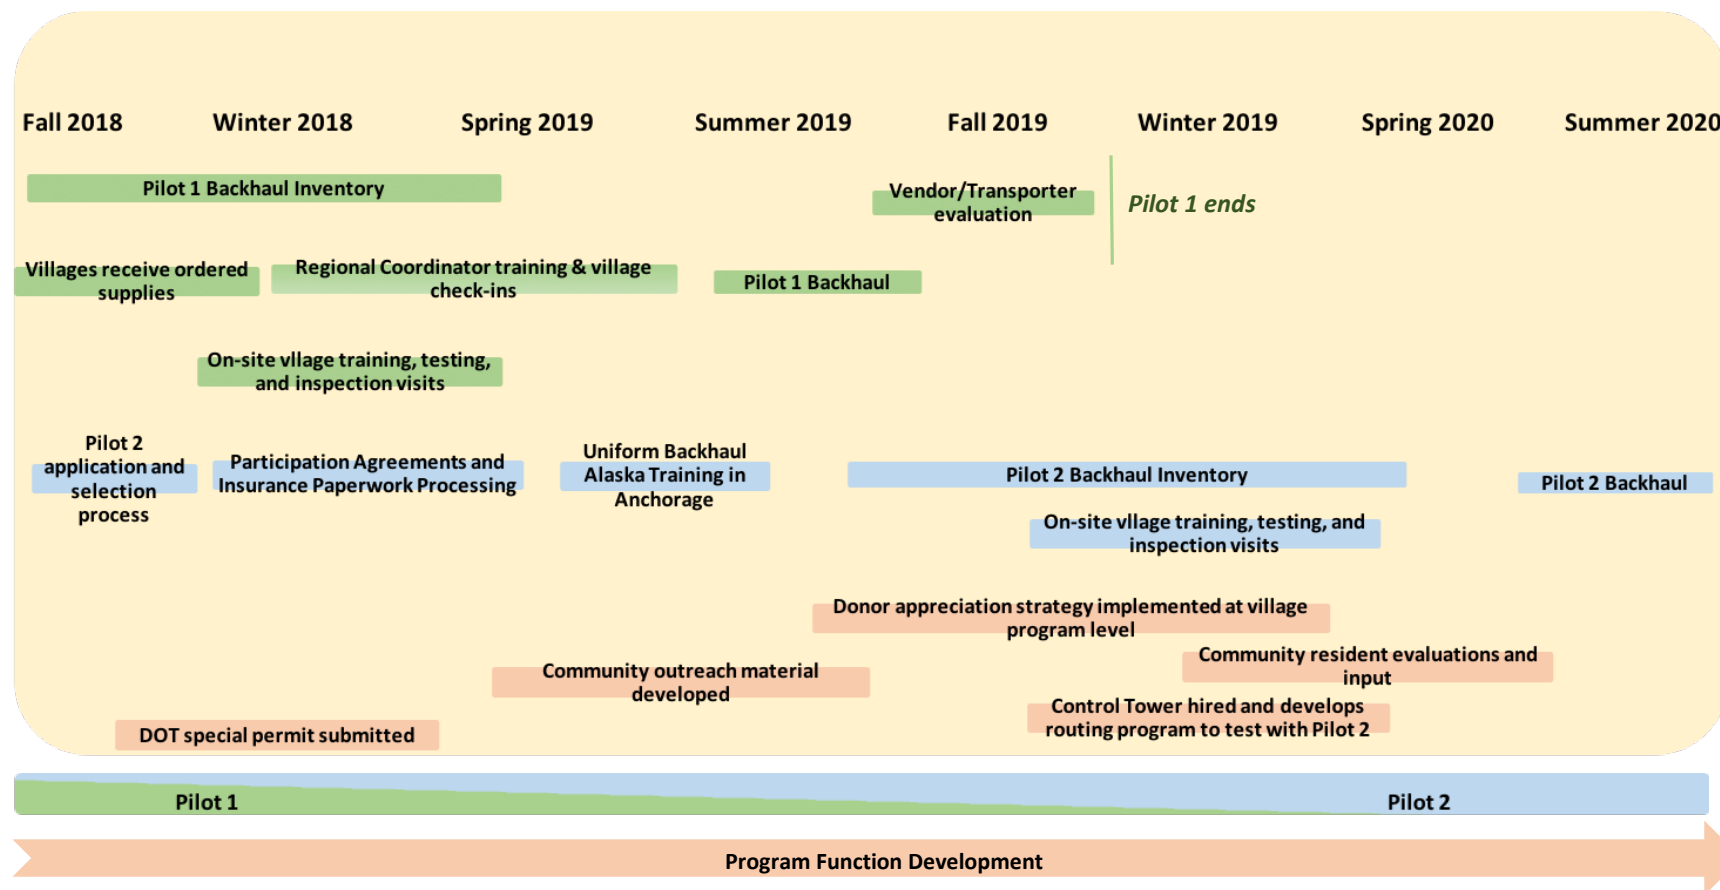 Fall 2018 Winter 2018 Spring 2019 Summer 2019 Fall 2019 Winter 2019 Spring 2020 Summer 2020
Pilot 1 Backhaul Inventory
Vendor/Transporter
evaluation
Pilot 1 ends
Villages receive ordered
supplies
Regional Coordinator training & village
check-ins
Pilot 1 Backhaul
On-site vllage training, testing,
and inspection visits
Pilot 2
application and
selection
process
Participation Agreements and
Insurance Paperwork Processing
Uniform Backhaul
Alaska Training in
Anchorage
Pilot 2 Backhaul Inventory
Pilot 2 Backhaul
On-site vllage training, testing, and
inspection visits
Donor appreciation strategy implemented at village
program level
Community resident evaluations and
input
Community outreach material
developed
Control Tower hired and develops
routing program to test with Pilot 2
DOT special permit submitted
Pilot 1
Pilot 2
Program Function Development